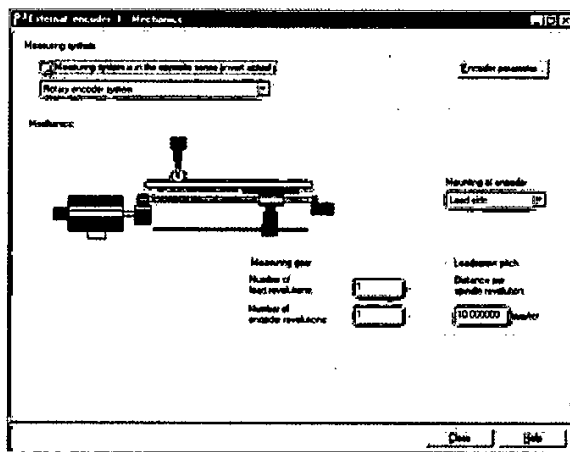 External encoder 1 Mechanics
Measuring system
Measuring system is in the opposite sense (invert
Encoder parameter...
Rotary encoder system
Mechanics
Mounting of encoder
Load side
Measuring gear
Leadscrew pitch
Number of
load revolutions:
1
Distance per
spindle revolution:
Number of
encoder revolutions:
1
10.000000
Close
Help